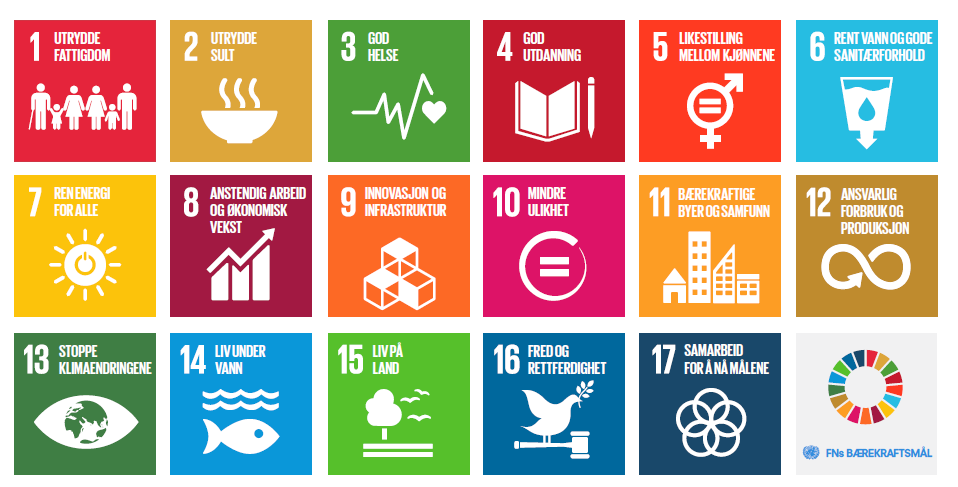 1 UTRYDDE
FATTIGDOM
2 UTRYDDE
SULT
3 GOD
HELSE
4 GOD
UTDANNING
5 LIKESTILLING
MELLOM KJØNNENE
6 RENT VANN OG GODE
SANITÆRFORHOLD
7 REN ENERGI
FOR ALLE
8 ANSTENDIG ARBEID
OG ØKONOMISK
VEKST
9 INNOVASJON OG
INFRASTRUKTUR
10 MINDRE
ULIKHET
11 BÆREKRAFTIGE
BYER OG SAMFUNN
12 ANSVARLIG
FORBRUK OG
PRODUKSJON
13 STOPPE
KLIMAENDRINGENE
14 LIV UNDER
VANN
15 LIV PÅ
LAND
16 FRED OG
RETTFERDIGHET
17 SAMARBEID
FOR Å NÅ MÅLENE
FNs BÆREKRAFTSMÅL